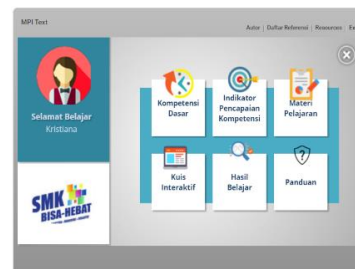 MPI Text
Autor | Daftar Referensi | Resources | Ex
Selamat Belajar
Kristiana
Kompetensi
Dasar
Indikator
Pencapaian
Kompetensi
Materi
Pelajaran
Kuis
Interaktif
Hasil
Belajar
Panduan
SMK
BISA-HEBAT